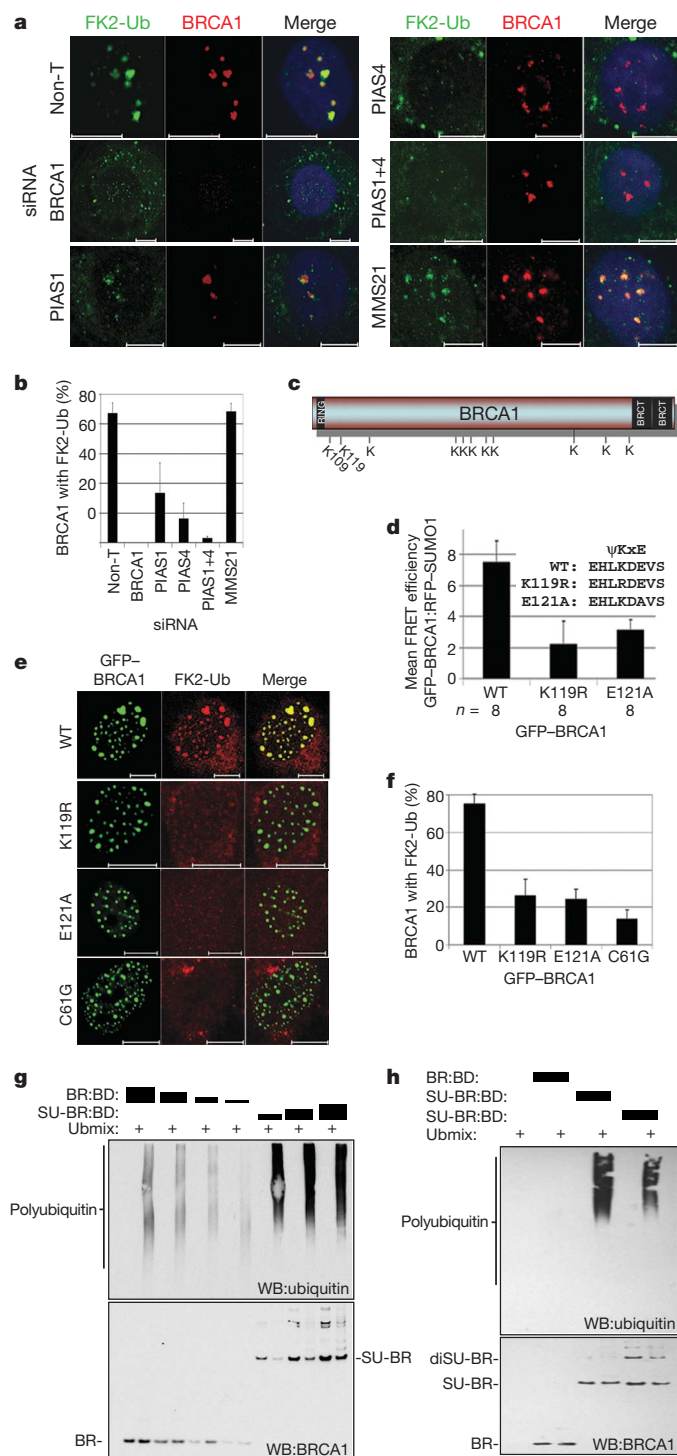 a
FK2-Ub BRCA1 Merge
Non-T
siRNA
BRCA1
PIAS1
FK2-Ub BRCA1 Merge
PIAS4
PIAS1+4
MMS21
b
BRCA1 with FK2-Ub (%)
80
60
40
20
0
0
Non-T
BRCA1
PIAS1
PIAS4
PIAS1+4
MMS21
siRNA
c
RING
BRCA1
BRCT
BRCT
K109
K119
K
KKK KK
K
K
K
d
Mean FRET efficiency
GFP–BRCA1:RFP–SUMO1
8
6
4
2
0
ψKxE
WT: EHLKDEVS
K119R: EHLRDEVS
E121A: EHLKDAVS
WT K119R E121A
n = 8 8 8
GFP–BRCA1
e
GFP–
BRCA1 FK2-Ub Merge
WT
K119R
E121A
C61G
f
BRCA1 with FK2-Ub (%)
80
60
40
20
0
WT K119R E121A C61G
GFP–BRCA1
g
BR:BD:
SU-BR:BD:
Ubmix: + + + + + + +
Polyubiquitin
WB:ubiquitin
-SU-BR
BR-
WB:BRCA1
h
BR:BD:
SU-BR:BD:
SU-BR:BD:
Ubmix: + + + +
Polyubiquitin
WB:ubiquitin
diSU-BR-
SU-BR-
BR-
WB:BRCA1